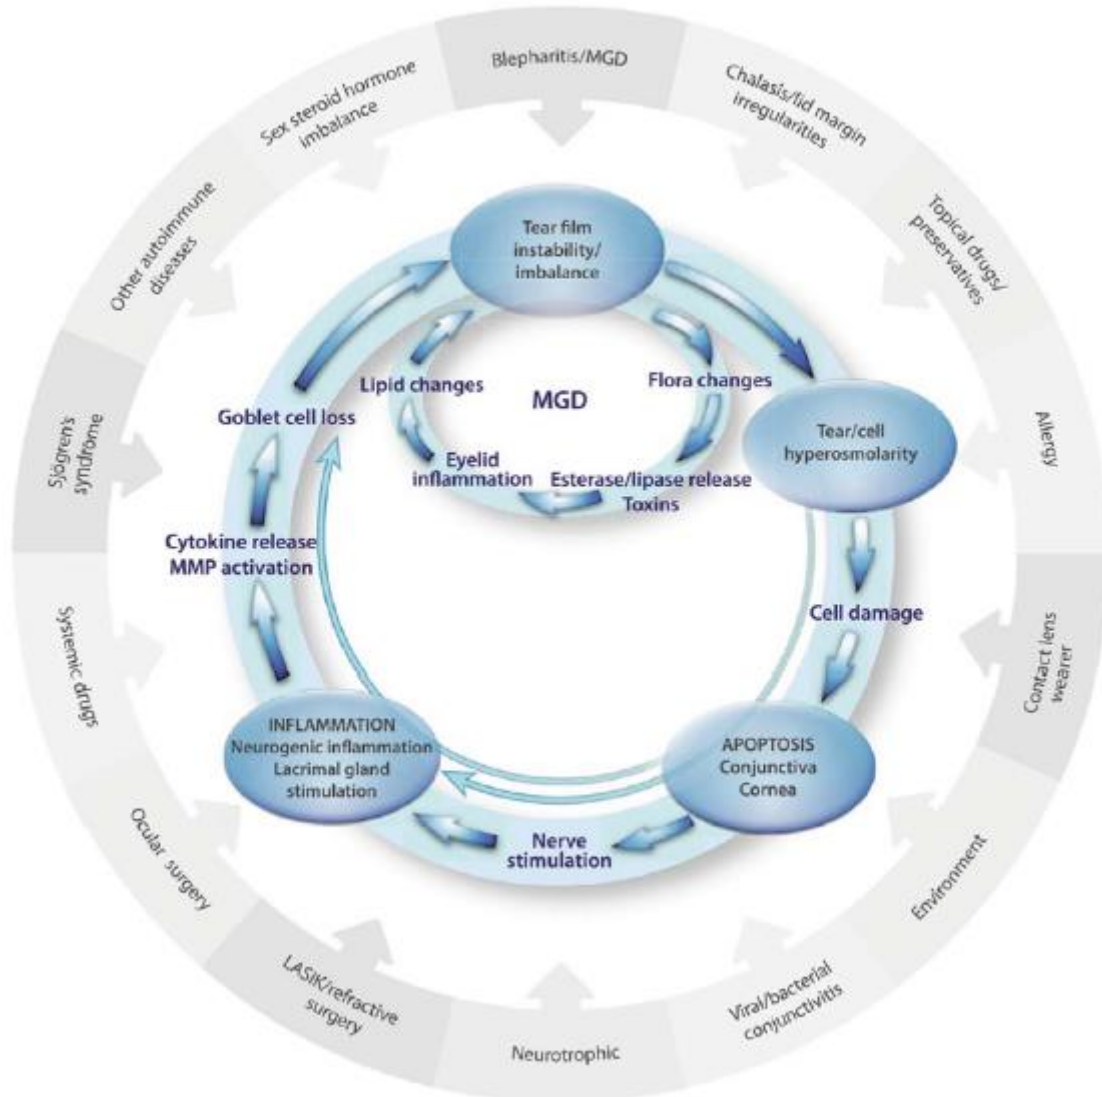 Blepharitis/MGD
Chalasis/lid margin
irregularities
Topical drugs/
preservatives
Allergy
Contact lens
wearer
Environment
Viral/bacterial
conjunctivitis
Neurotrophic
LASIK/refractive
surgery
Ocular surgery
Systemic drugs
Sjögren's
syndrome
Other autoimmune
diseases
Sex steroid hormone
imbalance
Tear film
instability/
imbalance
Tear/cell
hyperosmolarity
Cell damage
APOPTOSIS
Conjunctiva
Cornea
Nerve
stimulation
INFLAMMATION
Neurogenic inflammation
Lacrimal gland
stimulation
Cytokine release
MMP activation
Goblet cell loss
MGD
Flora changes
Esterase/lipase release
Toxins
Eyelid
inflammation
Lipid changes